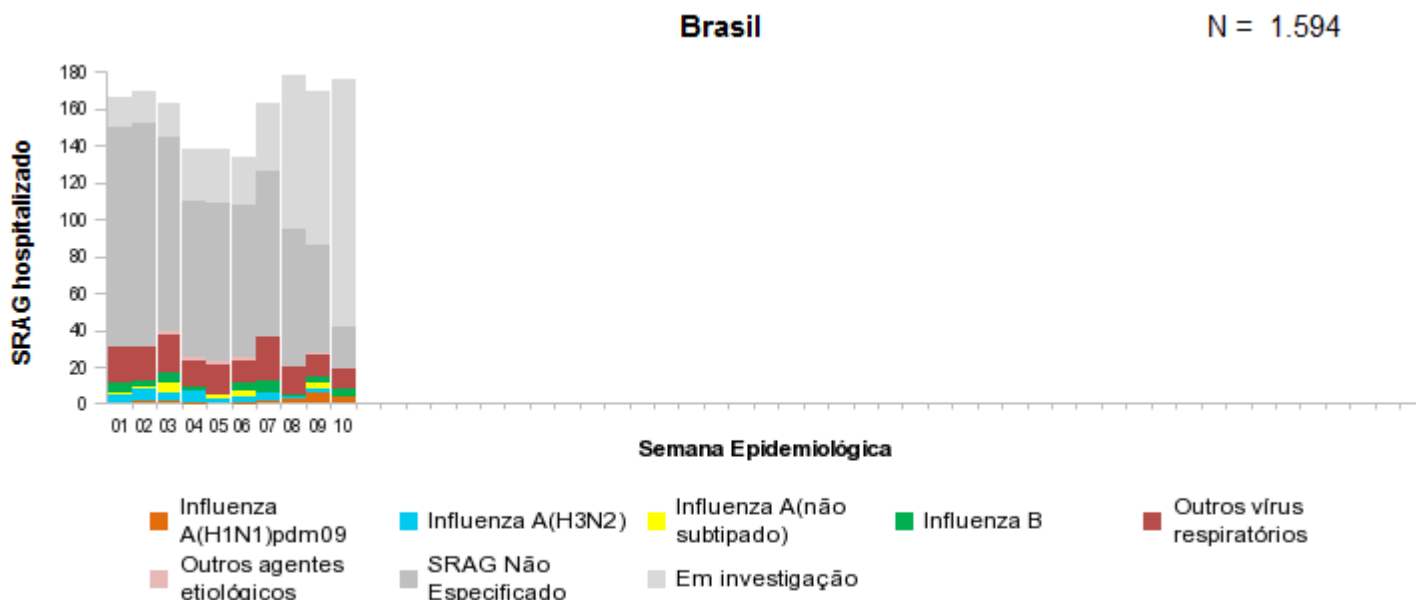 Brasil
N = 1.594
SRAG hospitalizado
180
160
140
120
100
80
60
40
20
0
01 02 03 04 05 06 07 08 09 10
Semana Epidemiológica
Influenza A(H1N1)pdm09
Influenza A(H3N2)
Influenza A(não subtipado)
Influenza B
Outros vírus respiratórios
Outros agentes etiológicos
SRAG Não Especificado
Em investigação